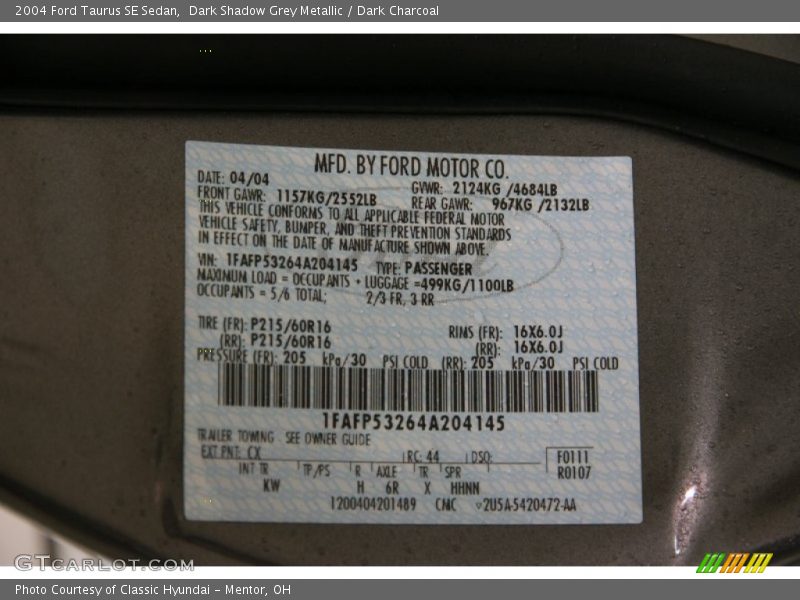 2004 Ford Taurus SE Sedan,  Dark Shadow Grey Metallic / Dark Charcoal
MFD. BY FORD MOTOR CO.
DATE: 04/04 GVWR: 2124KG /4684LB
FRONT GAWR: 1157KG/2552LB REAR GAWR: 967KG /2132LB
THIS VEHICLE CONFORMS TO ALL APPLICABLE FEDERAL MOTOR
VEHICLE SAFETY, BUMPER, AND THEFT PREVENTION STANDARDS
IN EFFECT ON THE DATE OF MANUFACTURE SHOWN ABOVE.
VIN: 1FAFP53264A204145 TYPE: PASSENGER
MAXIMUM LOAD = OCCUPANTS + LUGGAGE =499KG/1100LB
OCCUPANTS = 5/6 TOTAL; 2/3 FR, 3 RR
TIRE (FR): P215/60R16 RIMS (FR): 16X6.0J
(RR): P215/60R16 (RR): 16X6.0J
PRESSURE (FR): 205 kPa/30 PSI COLD (RR): 205 kPa/30 PSI COLD
1FAFP53264A204145
TRAILER TOWING SEE OWNER GUIDE
EXT PNT: CX RC: 44 DSO: F0111
INT TR TP/PS R AXLE TR SPR R0107
KW H 6R X HHNN
1200404201489 CMC 2U5A-5420472-AA
GTCarLot.com
Photo Courtesy of Classic Hyundai - Mentor, OH